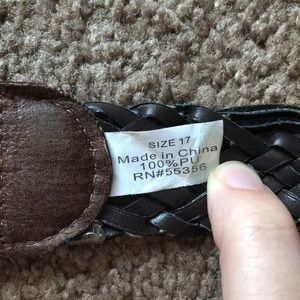 SIZE 17
Made in China
100%PU
RN#55356